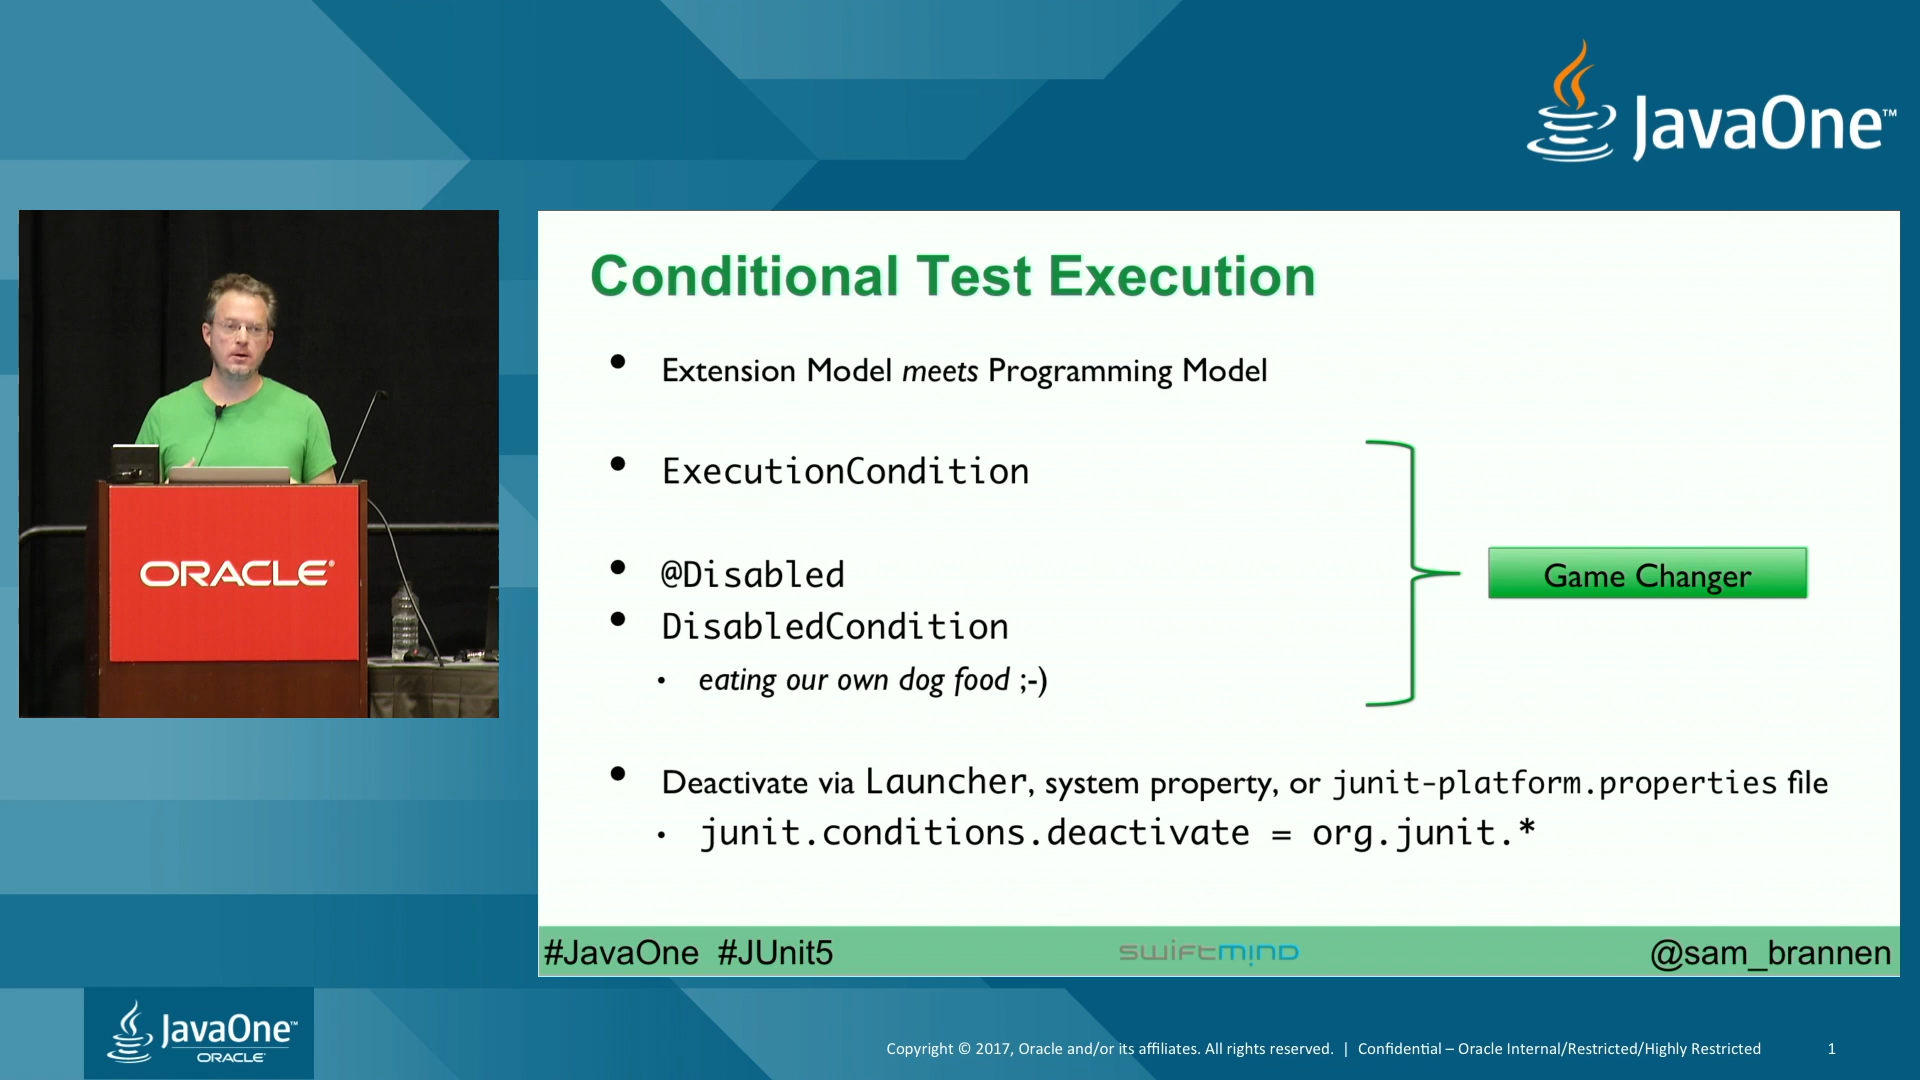 JavaOne™
Conditional Test Execution
• Extension Model meets Programming Model
• ExecutionCondition
• @Disabled
• DisabledCondition
• eating our own dog food ;-)
Game Changer
• Deactivate via Launcher, system property, or junit-platform.properties file
• junit.conditions.deactivate = org.junit.*
ORACLE®
#JavaOne #JUnit5
swiftmind
@sam_brannen
JavaOne™
ORACLE®
Copyright © 2017, Oracle and/or its affiliates. All rights reserved. | Confidential – Oracle Internal/Restricted/Highly Restricted
1